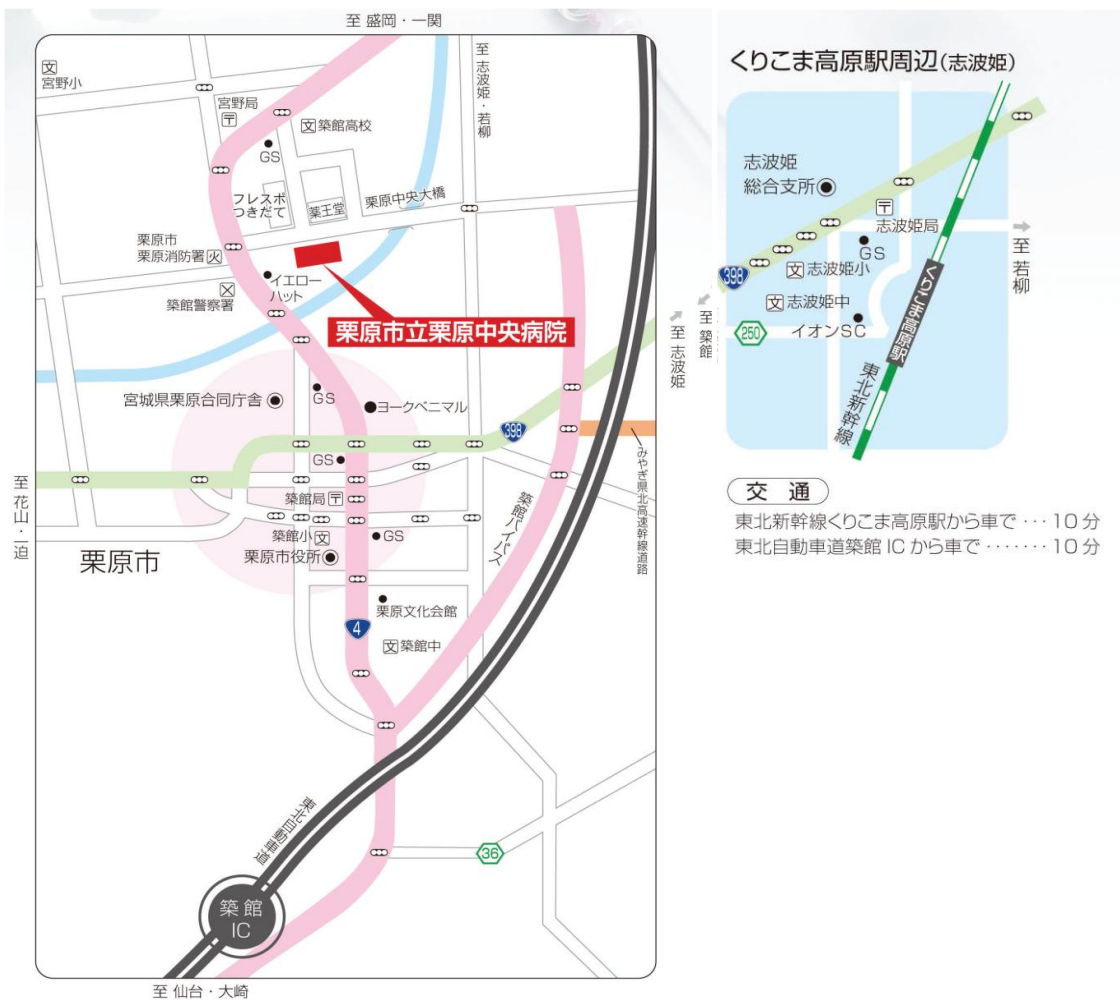 至 盛岡・一関
文
宮野小
至 志波姫・若柳
宮野局
〒
文 築館高校
GS
フレスポ
つきだて
薬王堂
栗原中央大橋
栗原市
栗原消防署 火
イエロー
ハット
築館警察署
栗原市立栗原中央病院
至 志波姫
宮城県栗原合同庁舎
GS
ヨークベニマル
398
GS
みやぎ県北高速幹線道路
至 花山・一迫
築館局 〒
築館バイパス
築館小 文
GS
栗原市
栗原市役所
栗原文化会館
4
文 築館中
東北自動車道
36
築館
IC
至 仙台・大崎
くりこま高原駅周辺(志波姫)
志波姫
総合支所
〒
志波姫局
GS
至 若柳
398
文 志波姫小
至 築館
文 志波姫中
くりこま高原駅
250
イオンSC
東北新幹線
交 通
東北新幹線くりこま高原駅から車で … 10分
東北自動車道築館 IC から車で ……… 10分